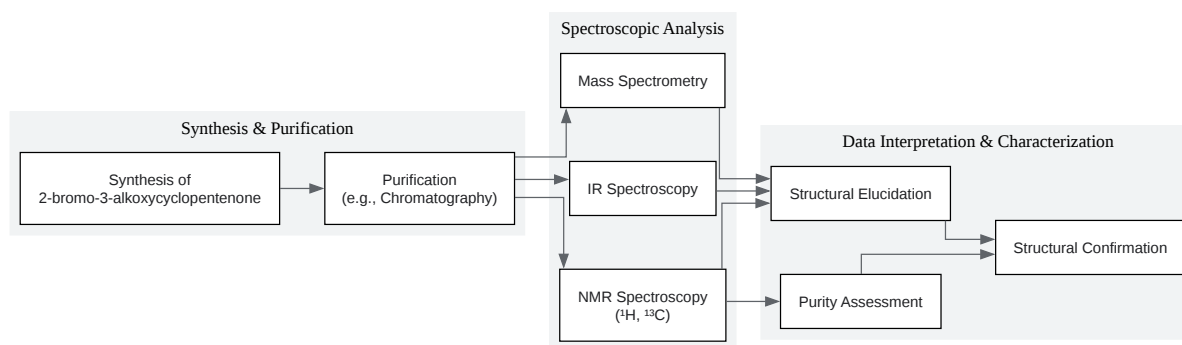 Synthesis & Purification
Synthesis of
2-bromo-3-alkoxycyclopentenone
Purification
(e.g., Chromatography)
Spectroscopic Analysis
Mass Spectrometry
IR Spectroscopy
NMR Spectroscopy
(¹H, ¹³C)
Data Interpretation & Characterization
Structural Elucidation
Purity Assessment
Structural Confirmation